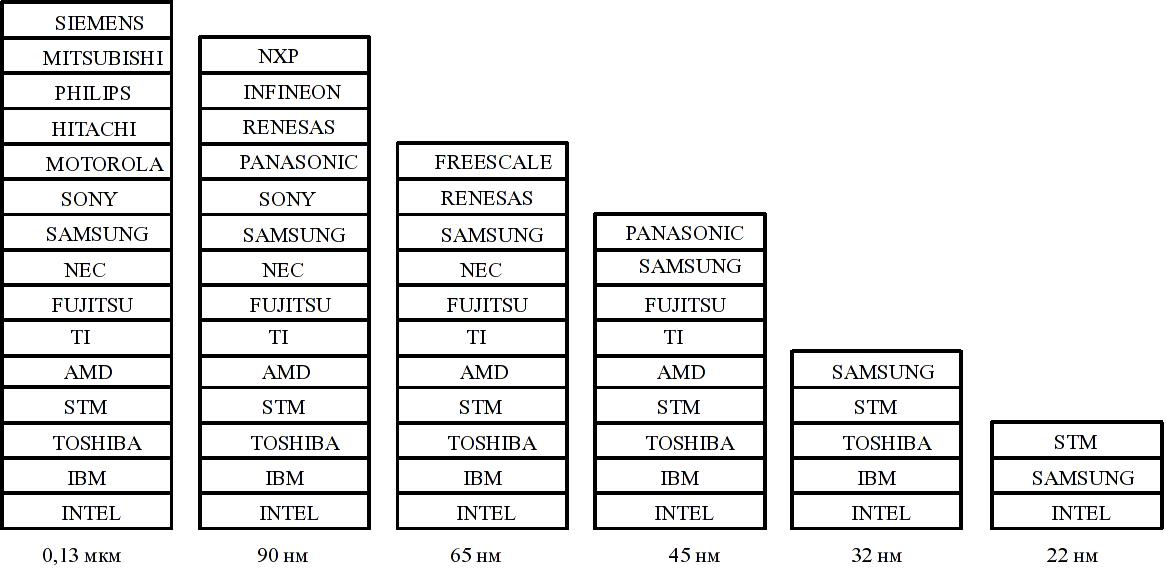 SIEMENS
MITSUBISHI
PHILIPS
HITACHI
MOTOROLA
SONY
SAMSUNG
NEC
FUJITSU
TI
AMD
STM
TOSHIBA
IBM
INTEL
0,13 мкм
NXP
INFINEON
RENESAS
PANASONIC
SONY
SAMSUNG
NEC
FUJITSU
TI
AMD
STM
TOSHIBA
IBM
INTEL
90 нм
FREESCALE
RENESAS
SAMSUNG
NEC
FUJITSU
TI
AMD
STM
TOSHIBA
IBM
INTEL
65 нм
PANASONIC
SAMSUNG
FUJITSU
TI
AMD
STM
TOSHIBA
IBM
INTEL
45 нм
SAMSUNG
STM
TOSHIBA
IBM
INTEL
32 нм
STM
SAMSUNG
INTEL
22 нм